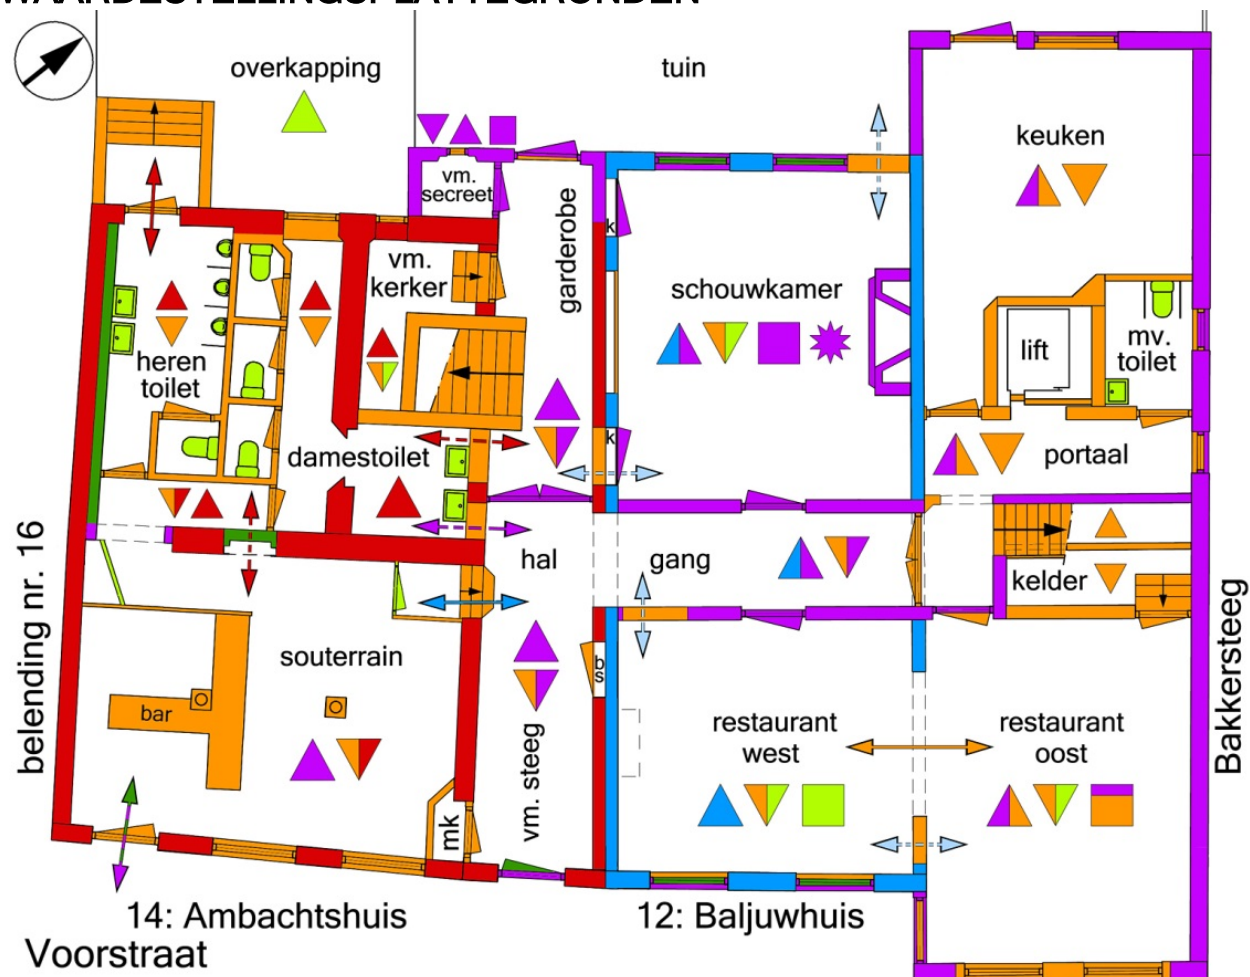 WAARDESTELLINGSPLATTEGRONDEN
overkapping
tuin
keuken
vm.
secreet
garderobe
k
vm.
kerker
schouwkamer
heren
toilet
lift
mv.
toilet
k
damestoilet
portaal
hal
gang
kelder
belending nr. 16
souterrain
bs
bar
restaurant
west
restaurant
oost
Bakkersteeg
vm. steeg
mk
14: Ambachtshuis
12: Baljuwhuis
Voorstraat